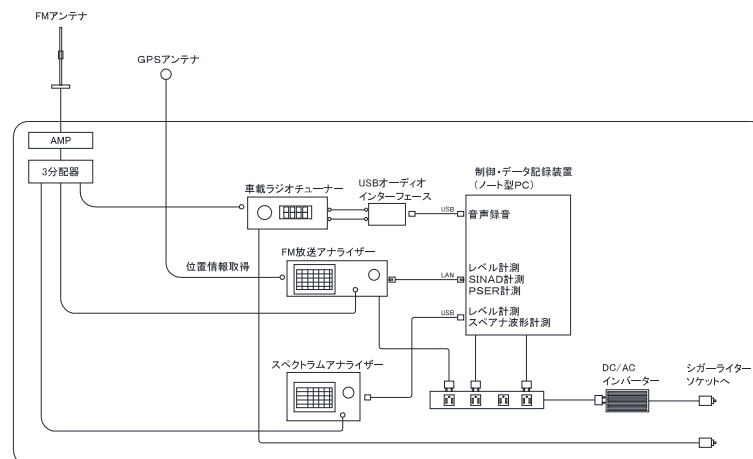 FMアンテナ
GPSアンテナ
AMP
3分配器
車載ラジオチューナー
USBオーディオ
インターフェース
制御・データ記録装置
(ノート型PC)
USB
音声録音
FM放送アナライザー
位置情報取得
LAN
レベル計測
SINAD計測
PSER計測
USB
レベル計測
スペアナ波形計測
スペクトラムアナライザー
DC/AC
インバーター
シガーライター
ソケットへ